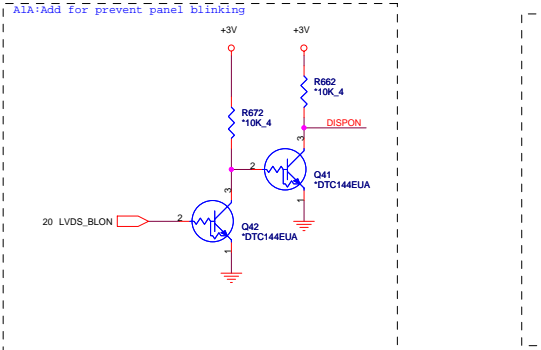 A1A:Add for prevent panel blinking
+3V
+3V
R662
*10K_4
R672
*10K_4
DISPON
3
2
Q41
*DTC144EUA
3
1
20 LVDS_BLON
2
Q42
*DTC144EUA
1